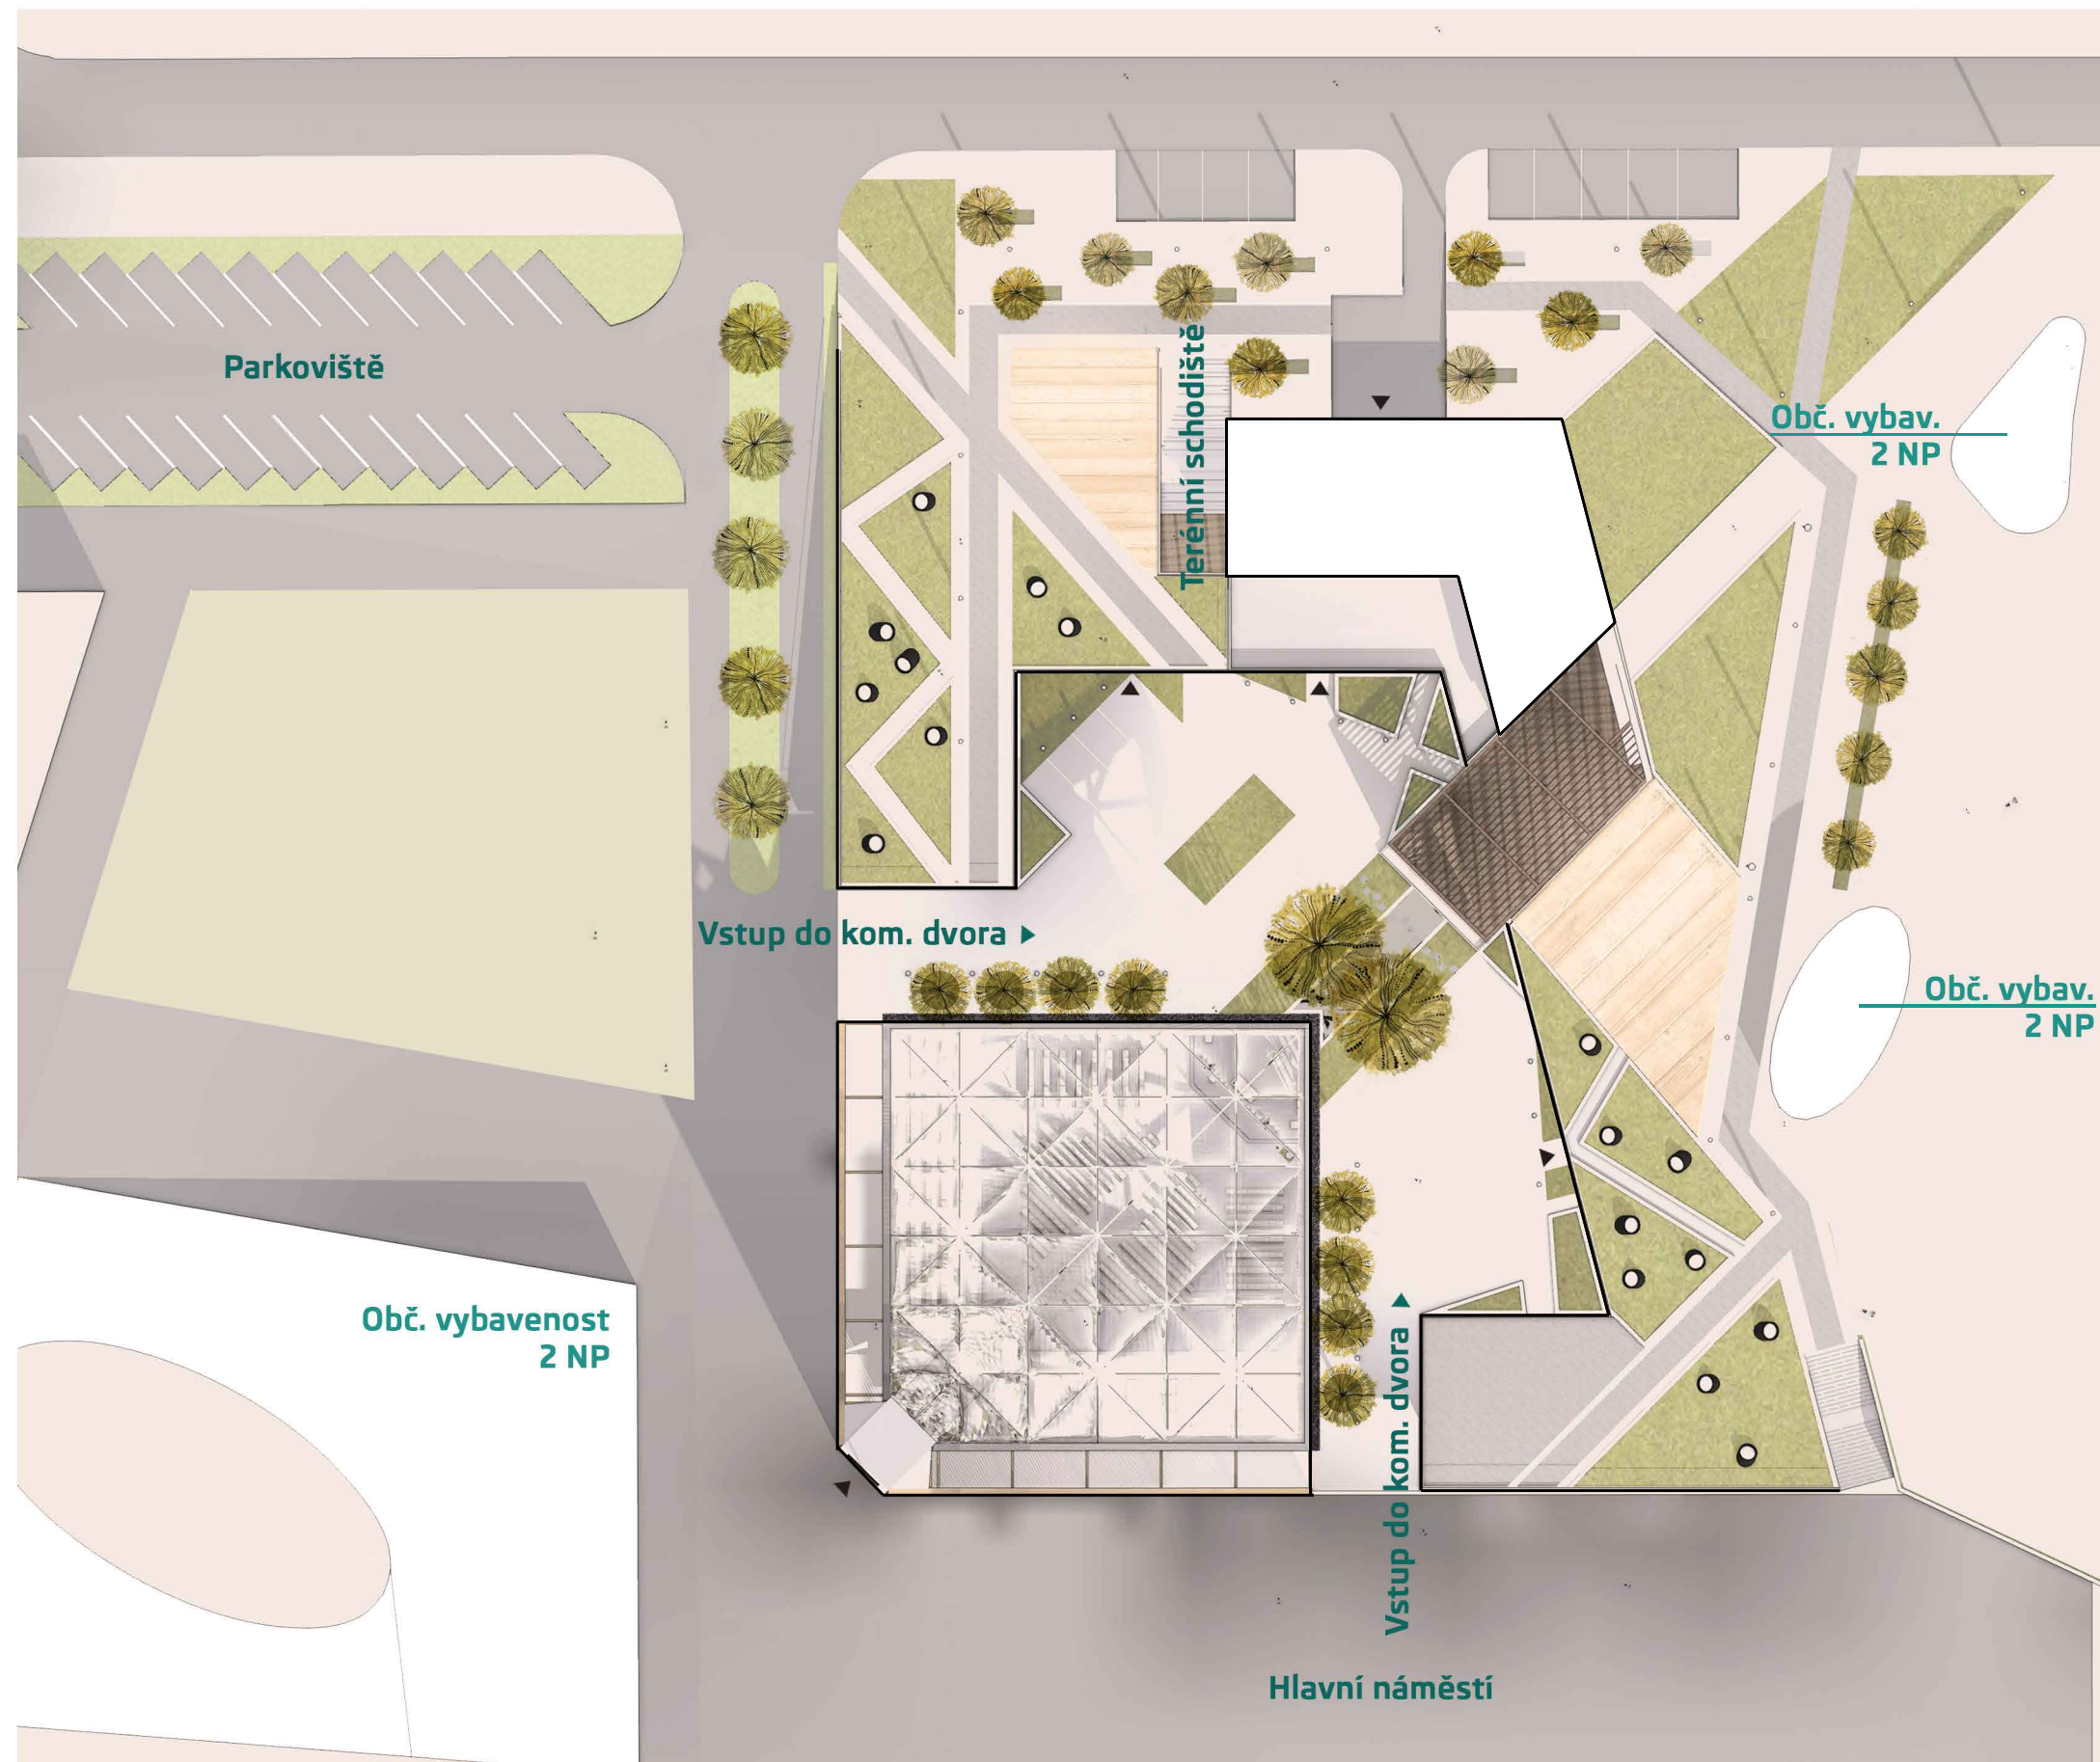 Parkoviště
Terénní schodiště
Obč. vybav.
2 NP
Vstup do kom. dvora
Obč. vybav.
2 NP
Obč. vybavenost
2 NP
Vstup do kom. dvora
Hlavní náměstí